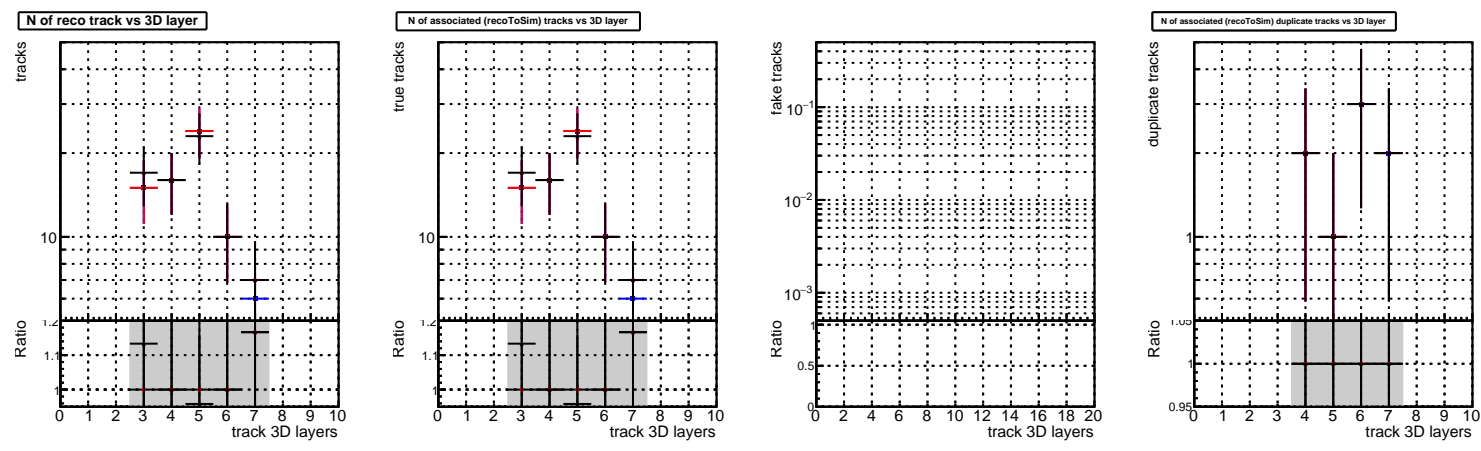 N of reco track vs 3D layer
tracks
10
Ratio
1.2
1.1
1
0 1 2 3 4 5 6 7 8 9 10
track 3D layers
N of associated (recoToSim) tracks vs 3D layer
true tracks
10
Ratio
1.2
1.1
1
0 1 2 3 4 5 6 7 8 9 10
track 3D layers
fake tracks
10⁻¹
10⁻²
10⁻³
Ratio
1
0.5
0
0 2 4 6 8 10 12 14 16 18 20
track 3D layers
N of associated (recoToSim) duplicate tracks vs 3D layer
duplicate tracks
1
Ratio
1.05
1
0.95
0 1 2 3 4 5 6 7 8 9 10
track 3D layers